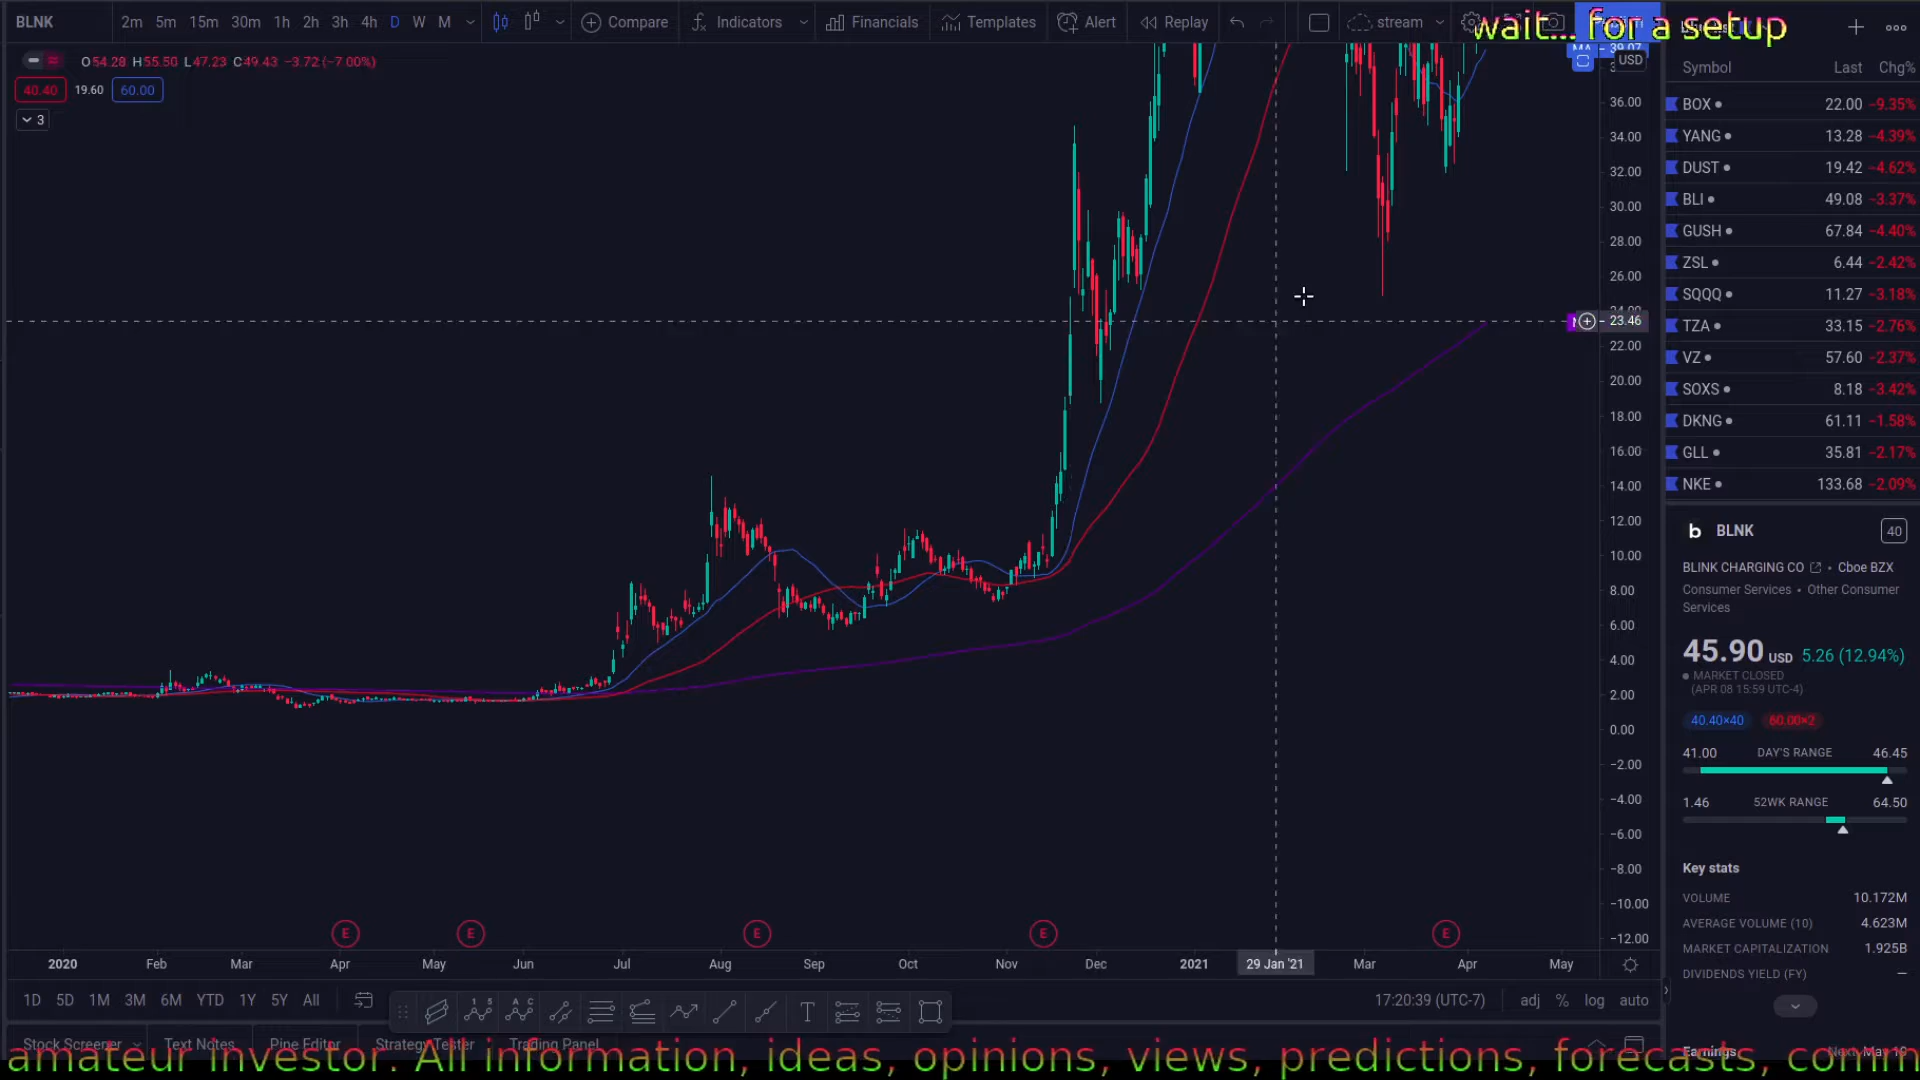 BLNK 2m 5m 15m 30m 1h 2h 3h 4h D W M Compare Indicators Financials Templates Alert Replay stream
wait... for a setup
O54.28 H55.50 L47.23 C49.43 −3.72 (−7.00%)
40.40 19.60 60.00
3
39.07
USD
36.00
34.00
32.00
30.00
28.00
26.00
23.46
22.00
20.00
18.00
16.00
14.00
12.00
10.00
8.00
6.00
4.00
2.00
0.00
−2.00
−4.00
−6.00
−8.00
−10.00
−12.00
E E E E E
2020 Feb Mar Apr May Jun Jul Aug Sep Oct Nov Dec 2021 29 Jan '21 Mar Apr May
1D 5D 1M 3M 6M YTD 1Y 5Y All
17:20:39 (UTC-7) adj % log auto
Stock Screener Text Notes Pine Editor Strategy Tester Trading Panel
Symbol Last Chg%
BOX 22.00 −9.35%
YANG 13.28 −4.39%
DUST 19.42 −4.62%
BLI 49.08 −3.37%
GUSH 67.84 −4.40%
ZSL 6.44 −2.42%
SQQQ 11.27 −3.18%
TZA 33.15 −2.76%
VZ 57.60 −2.37%
SOXS 8.18 −3.42%
DKNG 61.11 −1.58%
GLL 35.81 −2.17%
NKE 133.68 −2.09%
b BLNK 40
BLINK CHARGING CO • Cboe BZX
Consumer Services • Other Consumer
Services
45.90 USD 5.26 (12.94%)
MARKET CLOSED
(APR 08 15:59 UTC-4)
40.40×40 60.00×2
41.00 DAY'S RANGE 46.45
1.46 52WK RANGE 64.50
Key stats
VOLUME 10.172M
AVERAGE VOLUME (10) 4.623M
MARKET CAPITALIZATION 1.925B
DIVIDENDS YIELD (FY) —
Earnings Next: May 10
amateur investor. All information, ideas, opinions, views, predictions, forecasts, comm